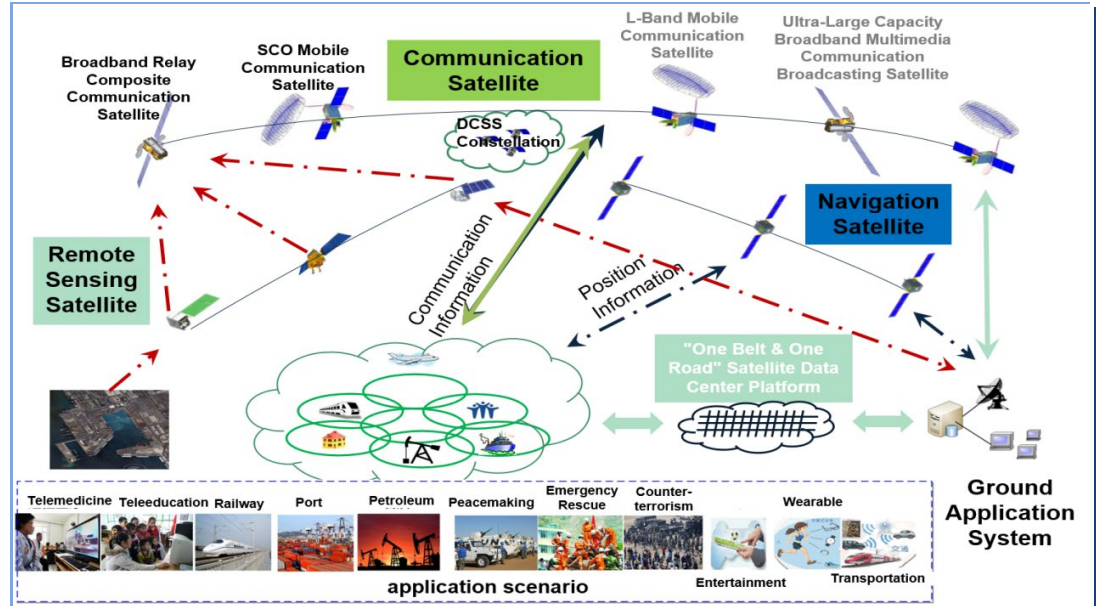 Broadband Relay
Composite
Communication
Satellite
SCO Mobile
Communication
Satellite
Communication
Satellite
L-Band Mobile
Communication
Satellite
Ultra-Large Capacity
Broadband Multimedia
Communication
Broadcasting Satellite
DCSS
Constellation
Navigation
Satellite
Remote
Sensing
Satellite
Communication
Information
Position
Information
"One Belt & One
Road" Satellite Data
Center Platform
Ground
Application
System
Telemedicine
Teleeducation
Railway
Port
Petroleum
Peacemaking
Emergency
Rescue
Counter-
terrorism
Wearable
交通
Entertainment
Transportation
application scenario